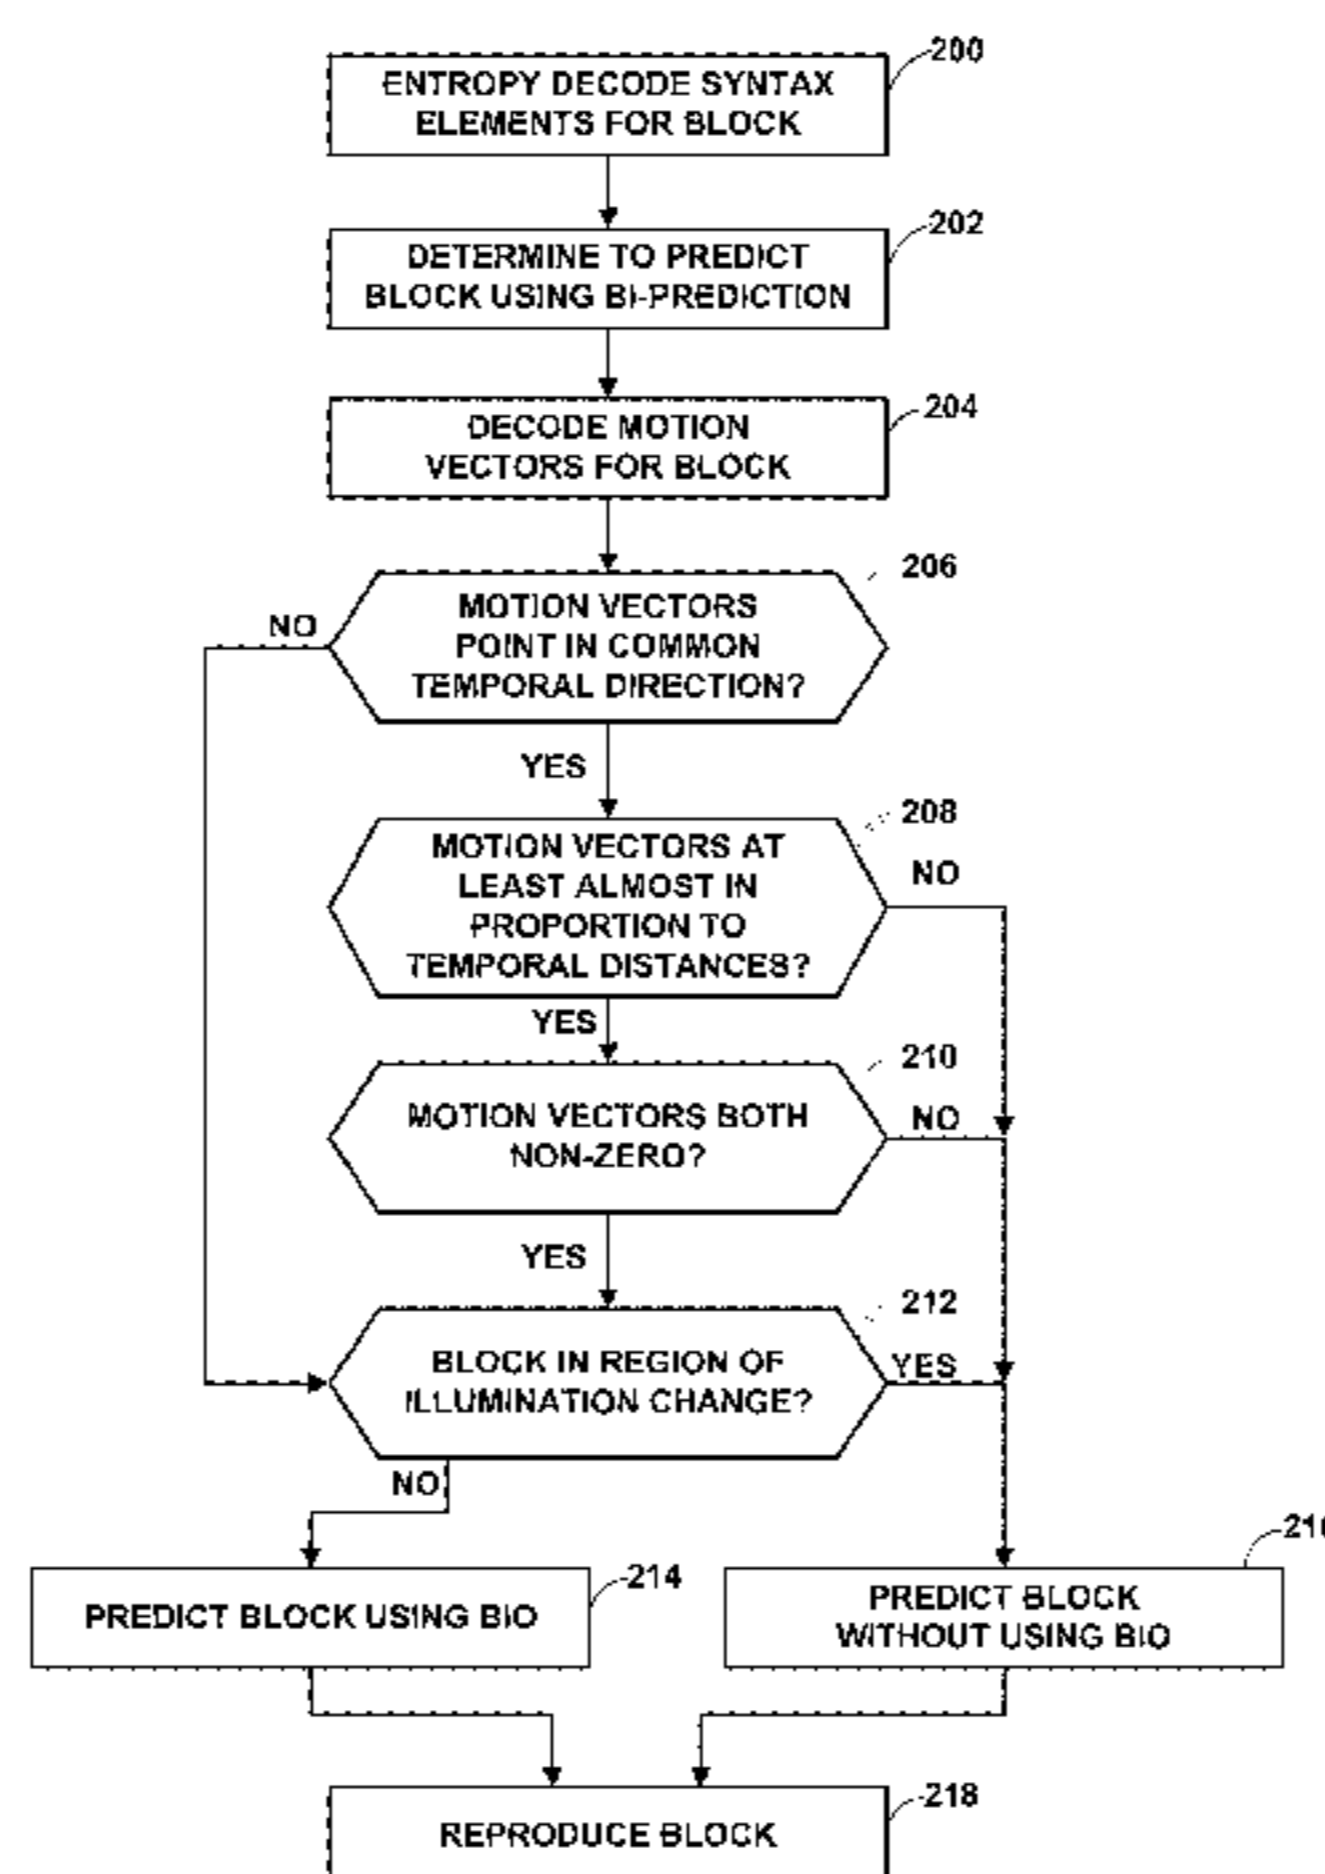 200
ENTROPY DECODE SYNTAX
ELEMENTS FOR BLOCK
202
DETERMINE TO PREDICT
BLOCK USING BI-PREDICTION
204
DECODE MOTION
VECTORS FOR BLOCK
206
NO
MOTION VECTORS
POINT IN COMMON
TEMPORAL DIRECTION?
YES
208
MOTION VECTORS AT
LEAST ALMOST IN
PROPORTION TO
TEMPORAL DISTANCES?
NO
YES
210
MOTION VECTORS BOTH
NON-ZERO?
NO
YES
212
BLOCK IN REGION OF
ILLUMINATION CHANGE?
YES
NO
214
PREDICT BLOCK USING BIO
PREDICT BLOCK
WITHOUT USING BIO
218
REPRODUCE BLOCK